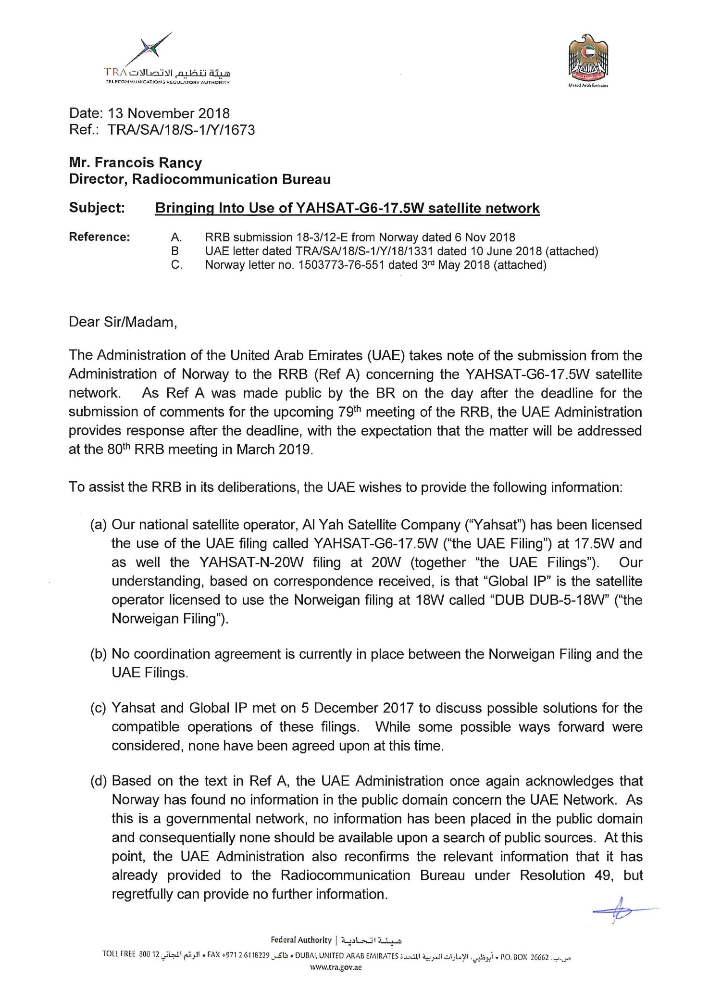 TRA هيئة تنظيم الاتصالات
TELECOMMUNICATIONS REGULATORY AUTHORITY
United Arab Emirates
Date: 13 November 2018
Ref.: TRA/SA/18/S-1/Y/1673
Mr. Francois Rancy
Director, Radiocommunication Bureau
Subject: Bringing Into Use of YAHSAT-G6-17.5W satellite network
Reference: A. RRB submission 18-3/12-E from Norway dated 6 Nov 2018
B UAE letter dated TRA/SA/18/S-1/Y/18/1331 dated 10 June 2018 (attached)
C. Norway letter no. 1503773-76-551 dated 3rd May 2018 (attached)
Dear Sir/Madam,
The Administration of the United Arab Emirates (UAE) takes note of the submission from the
Administration of Norway to the RRB (Ref A) concerning the YAHSAT-G6-17.5W satellite
network. As Ref A was made public by the BR on the day after the deadline for the
submission of comments for the upcoming 79th meeting of the RRB, the UAE Administration
provides response after the deadline, with the expectation that the matter will be addressed
at the 80th RRB meeting in March 2019.
To assist the RRB in its deliberations, the UAE wishes to provide the following information:
(a) Our national satellite operator, Al Yah Satellite Company (“Yahsat”) has been licensed
the use of the UAE filing called YAHSAT-G6-17.5W (“the UAE Filing”) at 17.5W and
as well the YAHSAT-N-20W filing at 20W (together “the UAE Filings”). Our
understanding, based on correspondence received, is that “Global IP” is the satellite
operator licensed to use the Norweigan filing at 18W called “DUB DUB-5-18W” (“the
Norweigan Filing”).
(b) No coordination agreement is currently in place between the Norweigan Filing and the
UAE Filings.
(c) Yahsat and Global IP met on 5 December 2017 to discuss possible solutions for the
compatible operations of these filings. While some possible ways forward were
considered, none have been agreed upon at this time.
(d) Based on the text in Ref A, the UAE Administration once again acknowledges that
Norway has found no information in the public domain concern the UAE Network. As
this is a governmental network, no information has been placed in the public domain
and consequentially none should be available upon a search of public sources. At this
point, the UAE Administration also reconfirms the relevant information that it has
already provided to the Radiocommunication Bureau under Resolution 49, but
regretfully can provide no further information.
Federal Authority | هيئة اتحادية
TOLL FREE 800 12 الرقم المجاني • FAX +971 2 6118229 فاكس • DUBAI, UNITED ARAB EMIRATES أبوظبي، الإمارات العربية المتحدة • P.O. BOX 26662 ص.ب.
www.tra.gov.ae